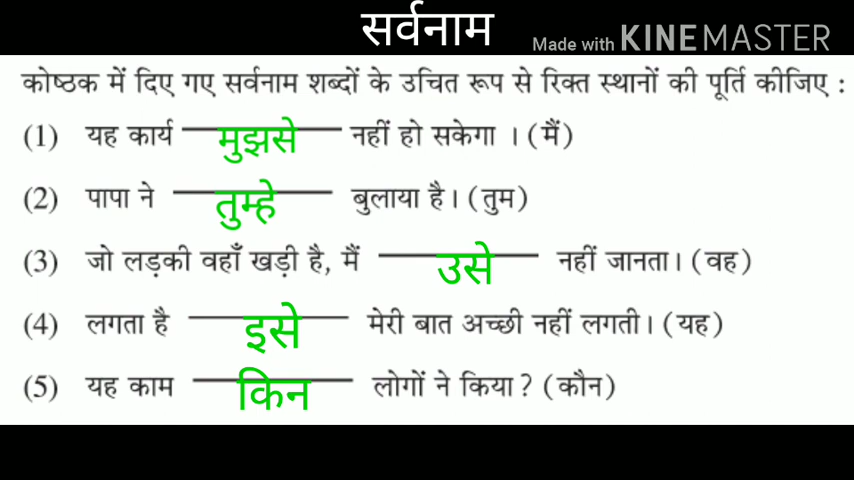 सर्वनाम
Made with KINEMASTER
कोष्ठक में दिए गए सर्वनाम शब्दों के उचित रूप से रिक्त स्थानों की पूर्ति कीजिए :
(1) यह कार्य मुझसे नहीं हो सकेगा । (मैं)
(2) पापा ने तुम्हे बुलाया है। (तुम)
(3) जो लड़की वहाँ खड़ी है, मैं उसे नहीं जानता। (वह)
(4) लगता है इसे मेरी बात अच्छी नहीं लगती। (यह)
(5) यह काम किन लोगों ने किया? (कौन)